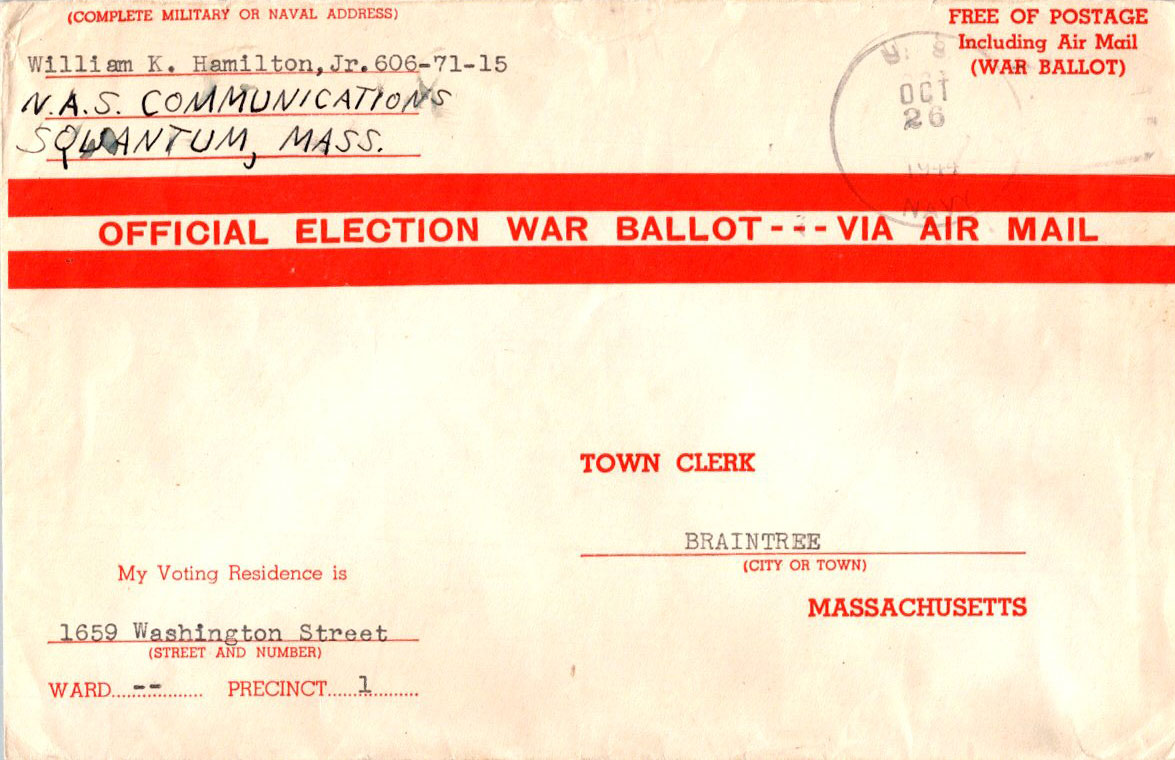 (COMPLETE MILITARY OR NAVAL ADDRESS)
William K. Hamilton, Jr. 606-71-15
N.A.S. COMMUNICATIONS
SQUANTUM, MASS.
FREE OF POSTAGE
Including Air Mail
(WAR BALLOT)
U. S.
OCT
26
1944
NAVY
OFFICIAL ELECTION WAR BALLOT---VIA AIR MAIL
TOWN CLERK
BRAINTREE
(CITY OR TOWN)
MASSACHUSETTS
My Voting Residence is
1659 Washington Street
(STREET AND NUMBER)
WARD......--........ PRECINCT......1.........